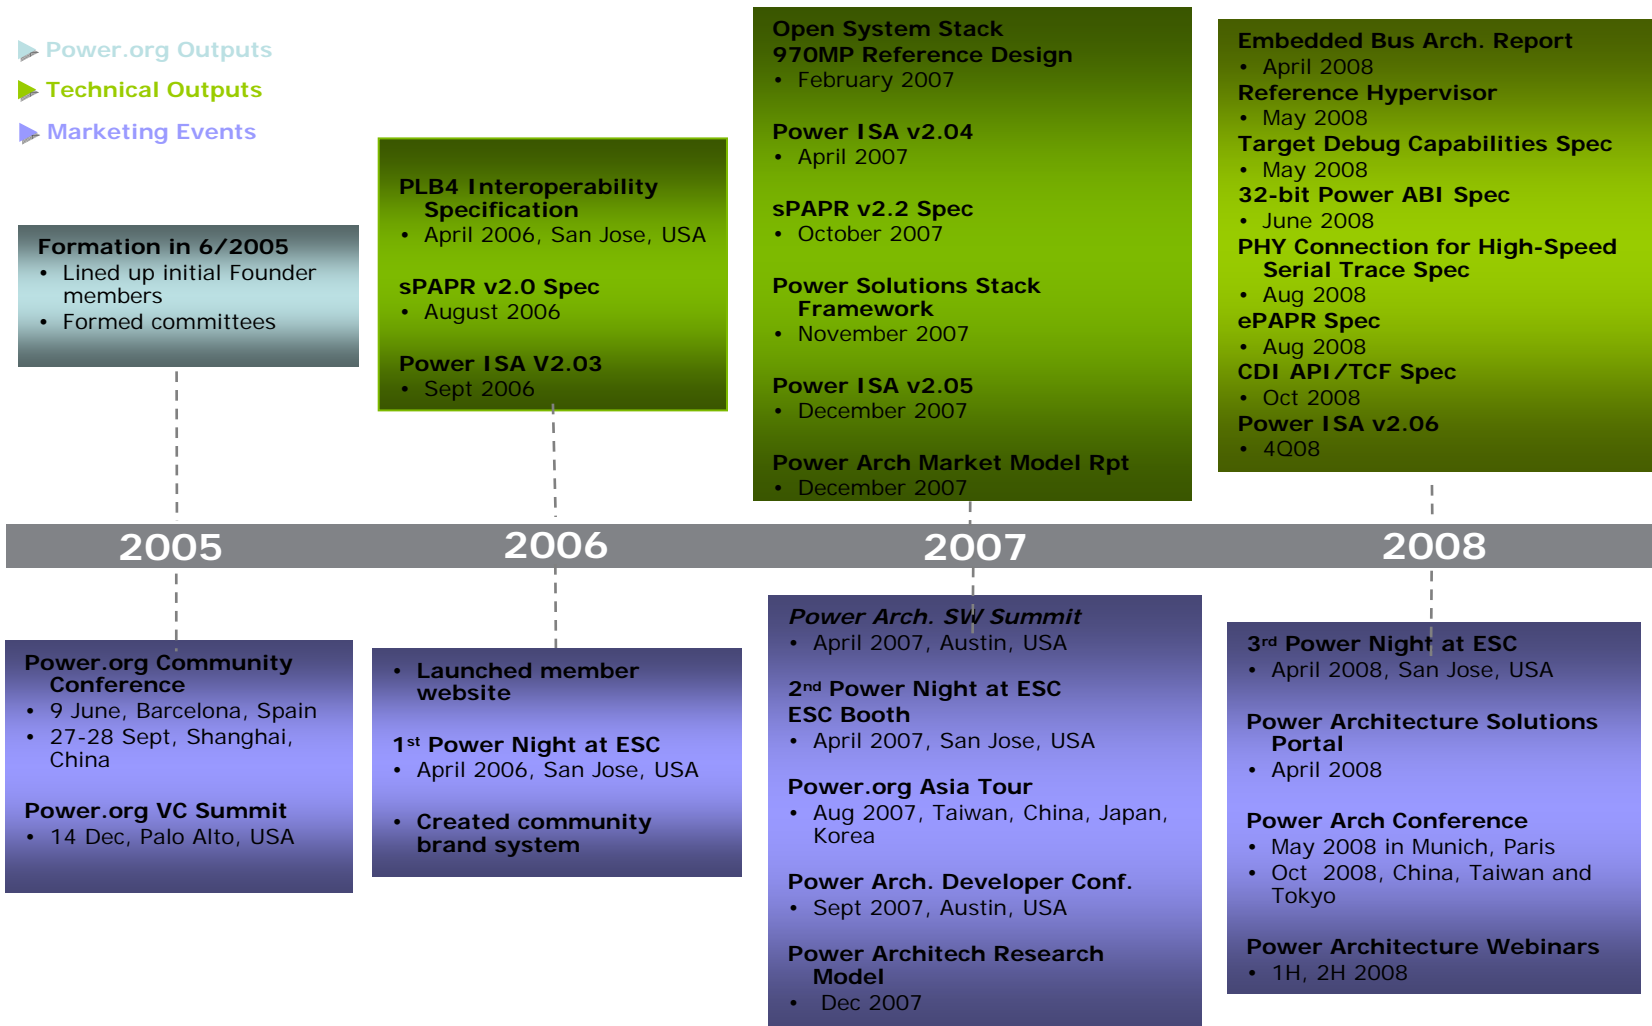 Power.org Outputs
Technical Outputs
Marketing Events
Formation in 6/2005
• Lined up initial Founder
members
• Formed committees
PLB4 Interoperability
Specification
• April 2006, San Jose, USA
sPAPR v2.0 Spec
• August 2006
Power ISA V2.03
• Sept 2006
Open System Stack
970MP Reference Design
• February 2007
Power ISA v2.04
• April 2007
sPAPR v2.2 Spec
• October 2007
Power Solutions Stack
Framework
• November 2007
Power ISA v2.05
• December 2007
Power Arch Market Model Rpt
• December 2007
Embedded Bus Arch. Report
• April 2008
Reference Hypervisor
• May 2008
Target Debug Capabilities Spec
• May 2008
32-bit Power ABI Spec
• June 2008
PHY Connection for High-Speed
Serial Trace Spec
• Aug 2008
ePAPR Spec
• Aug 2008
CDI API/TCF Spec
• Oct 2008
Power ISA v2.06
• 4Q08
2005
2006
2007
2008
Power.org Community
Conference
• 9 June, Barcelona, Spain
• 27-28 Sept, Shanghai,
China
Power.org VC Summit
• 14 Dec, Palo Alto, USA
• Launched member
website
1st Power Night at ESC
• April 2006, San Jose, USA
• Created community
brand system
Power Arch. SW Summit
• April 2007, Austin, USA
2nd Power Night at ESC
ESC Booth
• April 2007, San Jose, USA
Power.org Asia Tour
• Aug 2007, Taiwan, China, Japan,
Korea
Power Arch. Developer Conf.
• Sept 2007, Austin, USA
Power Architech Research
Model
• Dec 2007
3rd Power Night at ESC
• April 2008, San Jose, USA
Power Architecture Solutions
Portal
• April 2008
Power Arch Conference
• May 2008 in Munich, Paris
• Oct 2008, China, Taiwan and
Tokyo
Power Architecture Webinars
• 1H, 2H 2008